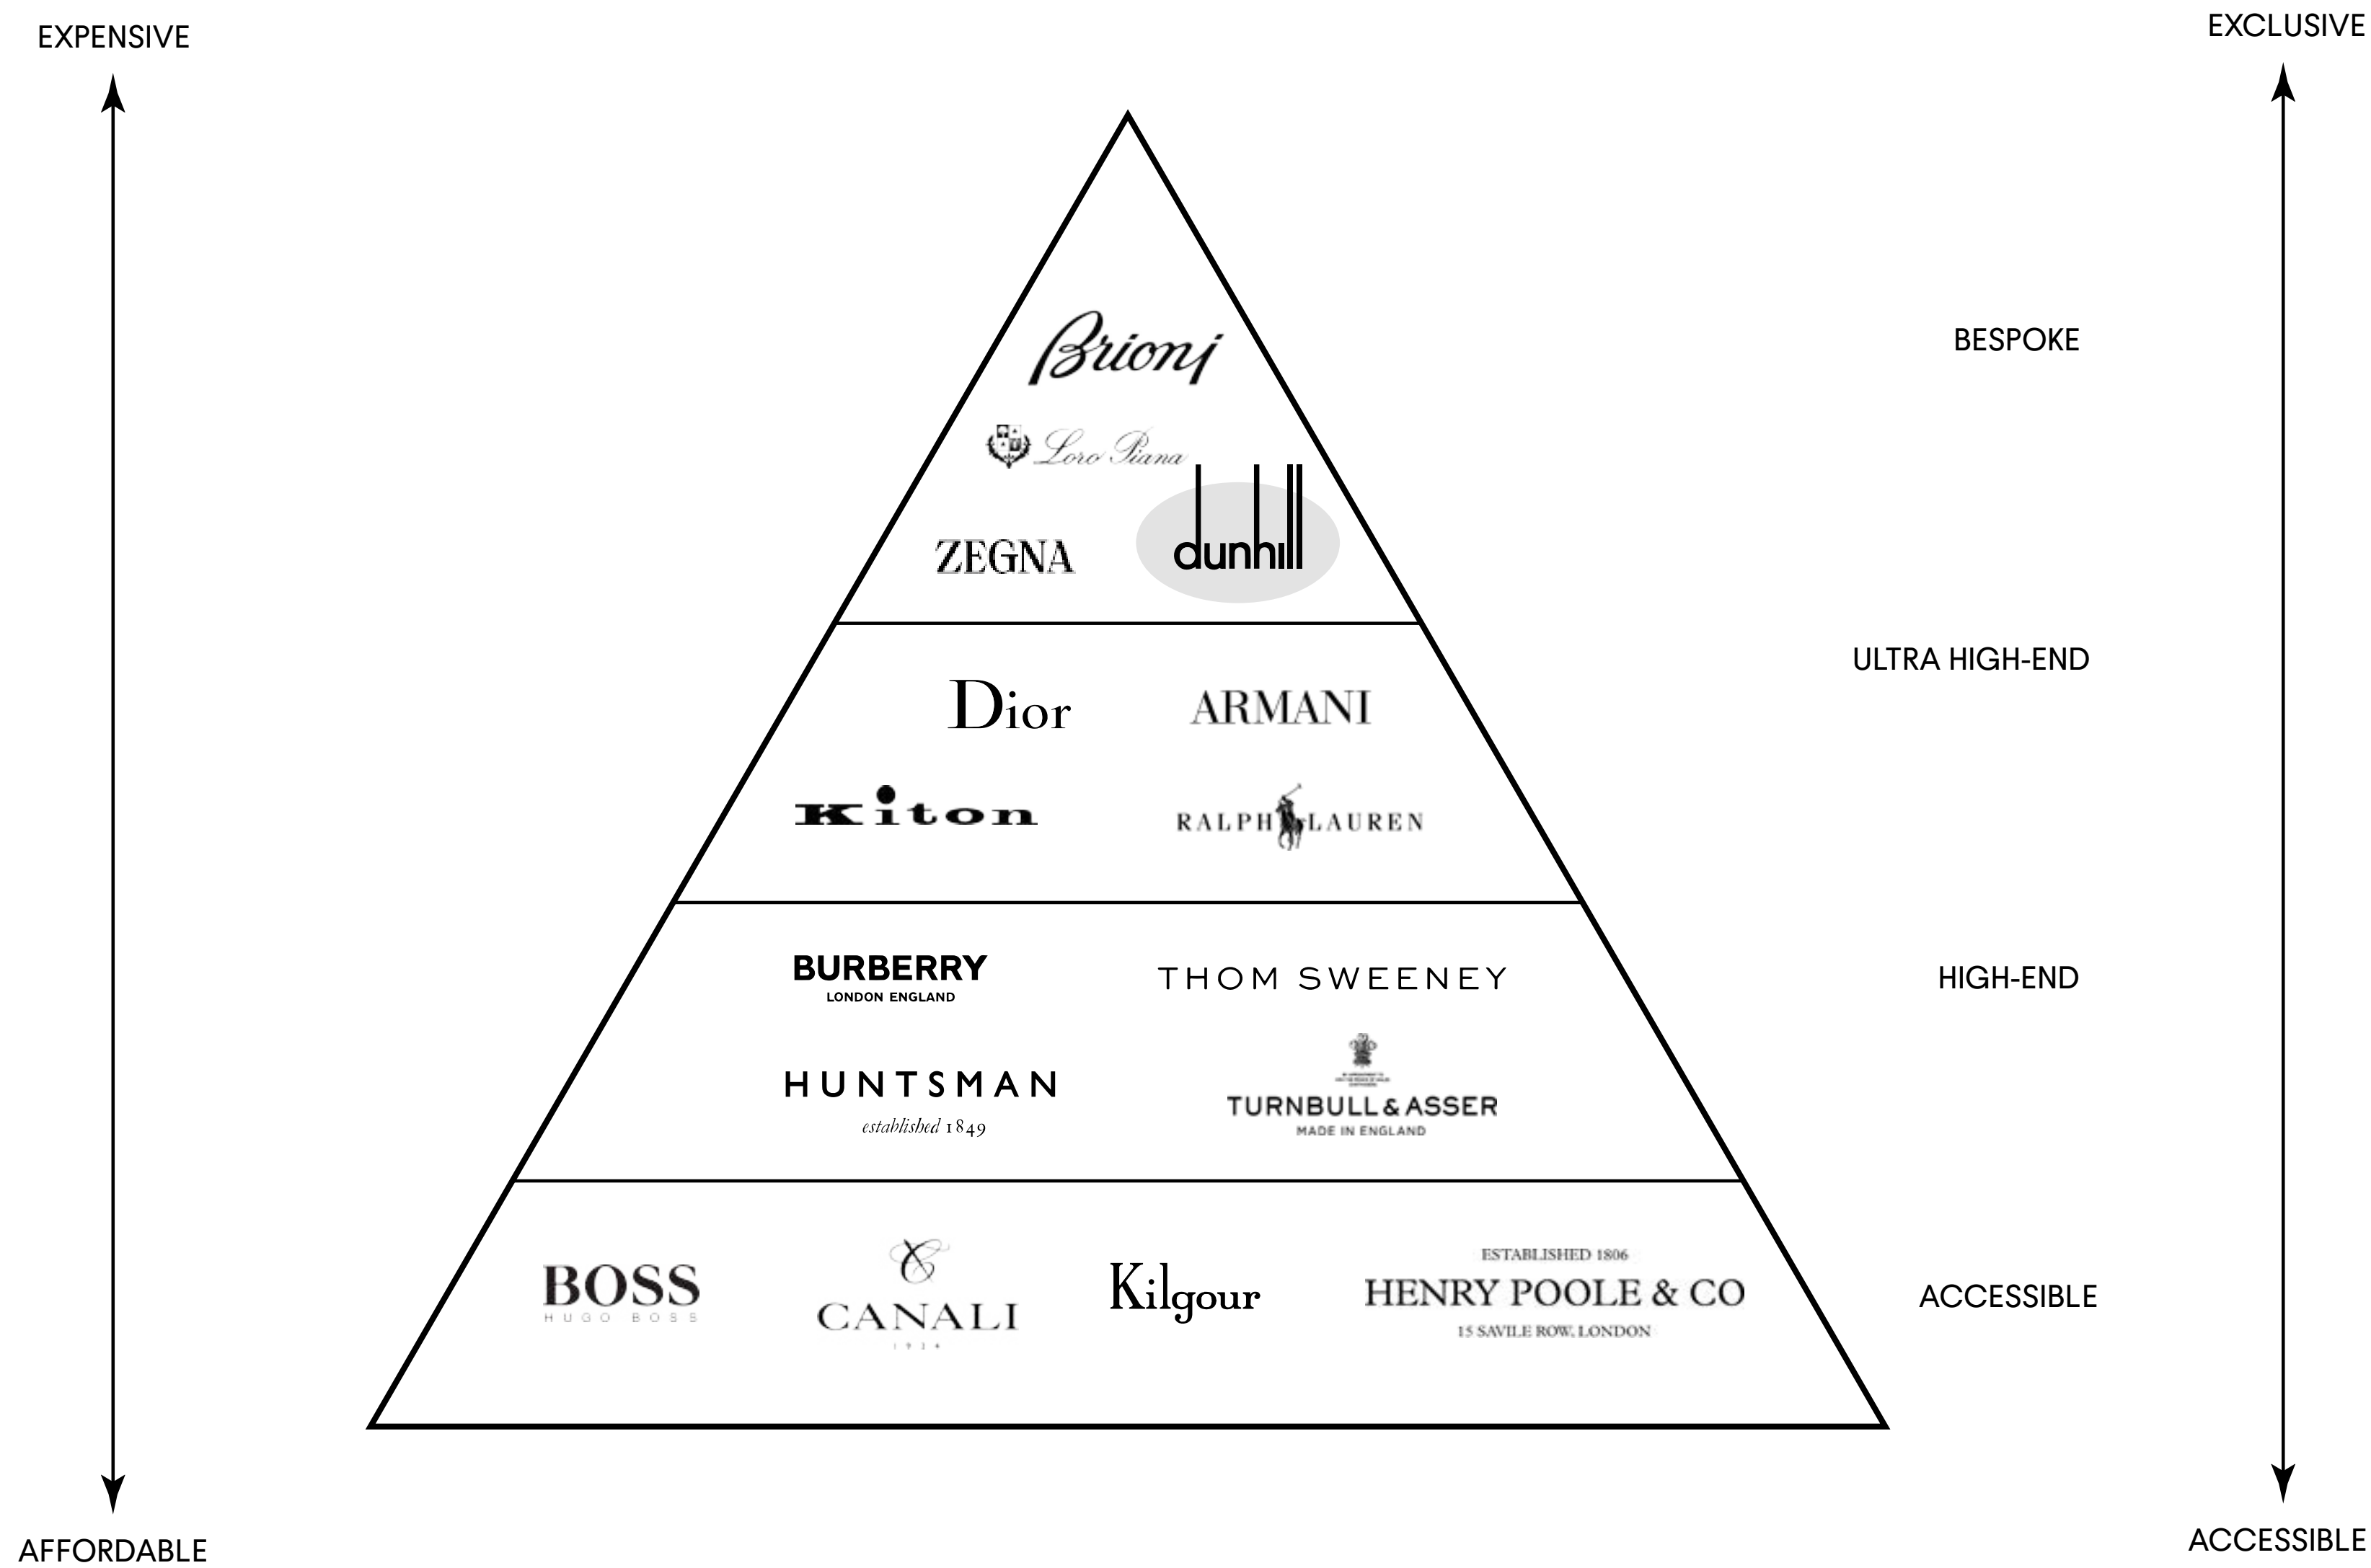 EXPENSIVE
EXCLUSIVE
Brioni
BESPOKE
Loro Piana
dunhill
ZEGNA
ULTRA HIGH-END
Dior
ARMANI
Kiton
RALPH LAUREN
BURBERRY
LONDON ENGLAND
THOM SWEENEY
HIGH-END
HUNTSMAN
established 1849
TURNBULL & ASSER
MADE IN ENGLAND
BOSS
HUGO BOSS
CANALI
Kilgour
ESTABLISHED 1806
HENRY POOLE & CO
15 SAVILE ROW, LONDON
ACCESSIBLE
AFFORDABLE
ACCESSIBLE